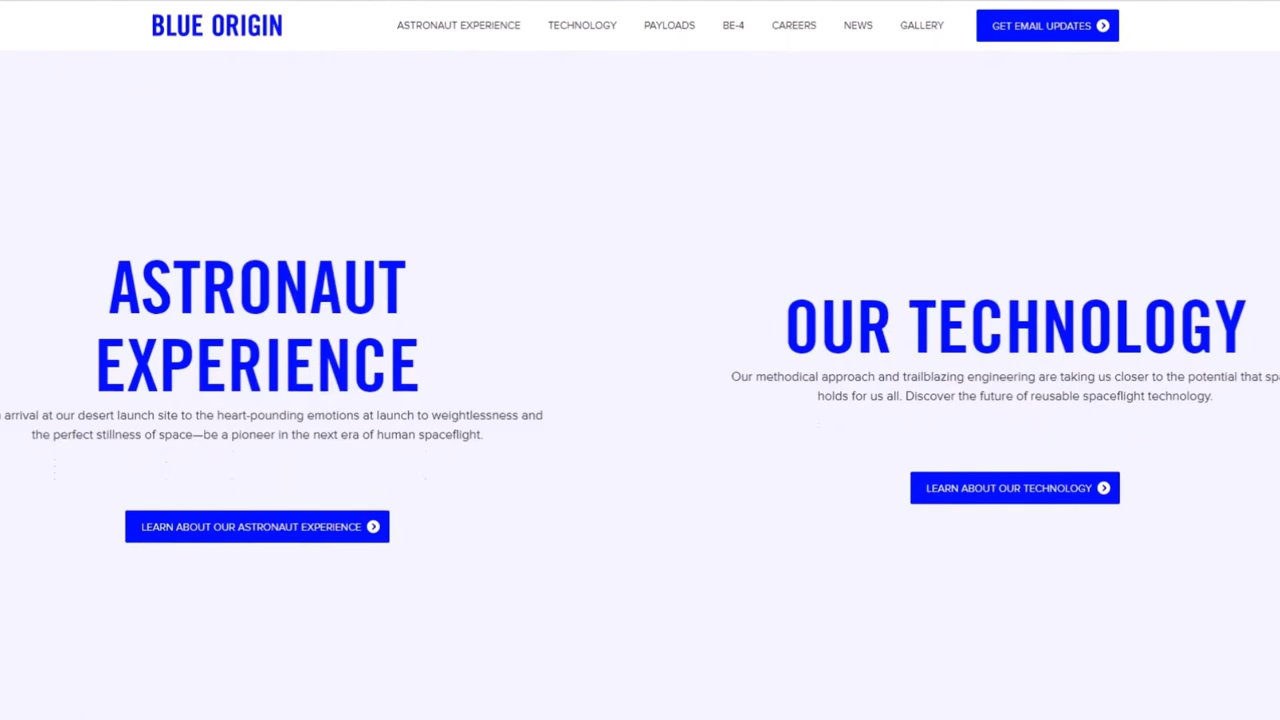 BLUE ORIGIN
ASTRONAUT EXPERIENCE
TECHNOLOGY
PAYLOADS
BE-4
CAREERS
NEWS
GALLERY
GET EMAIL UPDATES
ASTRONAUT
EXPERIENCE
arrival at our desert launch site to the heart-pounding emotions at launch to weightlessness and
the perfect stillness of space—be a pioneer in the next era of human spaceflight.
LEARN ABOUT OUR ASTRONAUT EXPERIENCE
OUR TECHNOLOGY
Our methodical approach and trailblazing engineering are taking us closer to the potential that
holds for us all. Discover the future of reusable spaceflight technology.
LEARN ABOUT OUR TECHNOLOGY